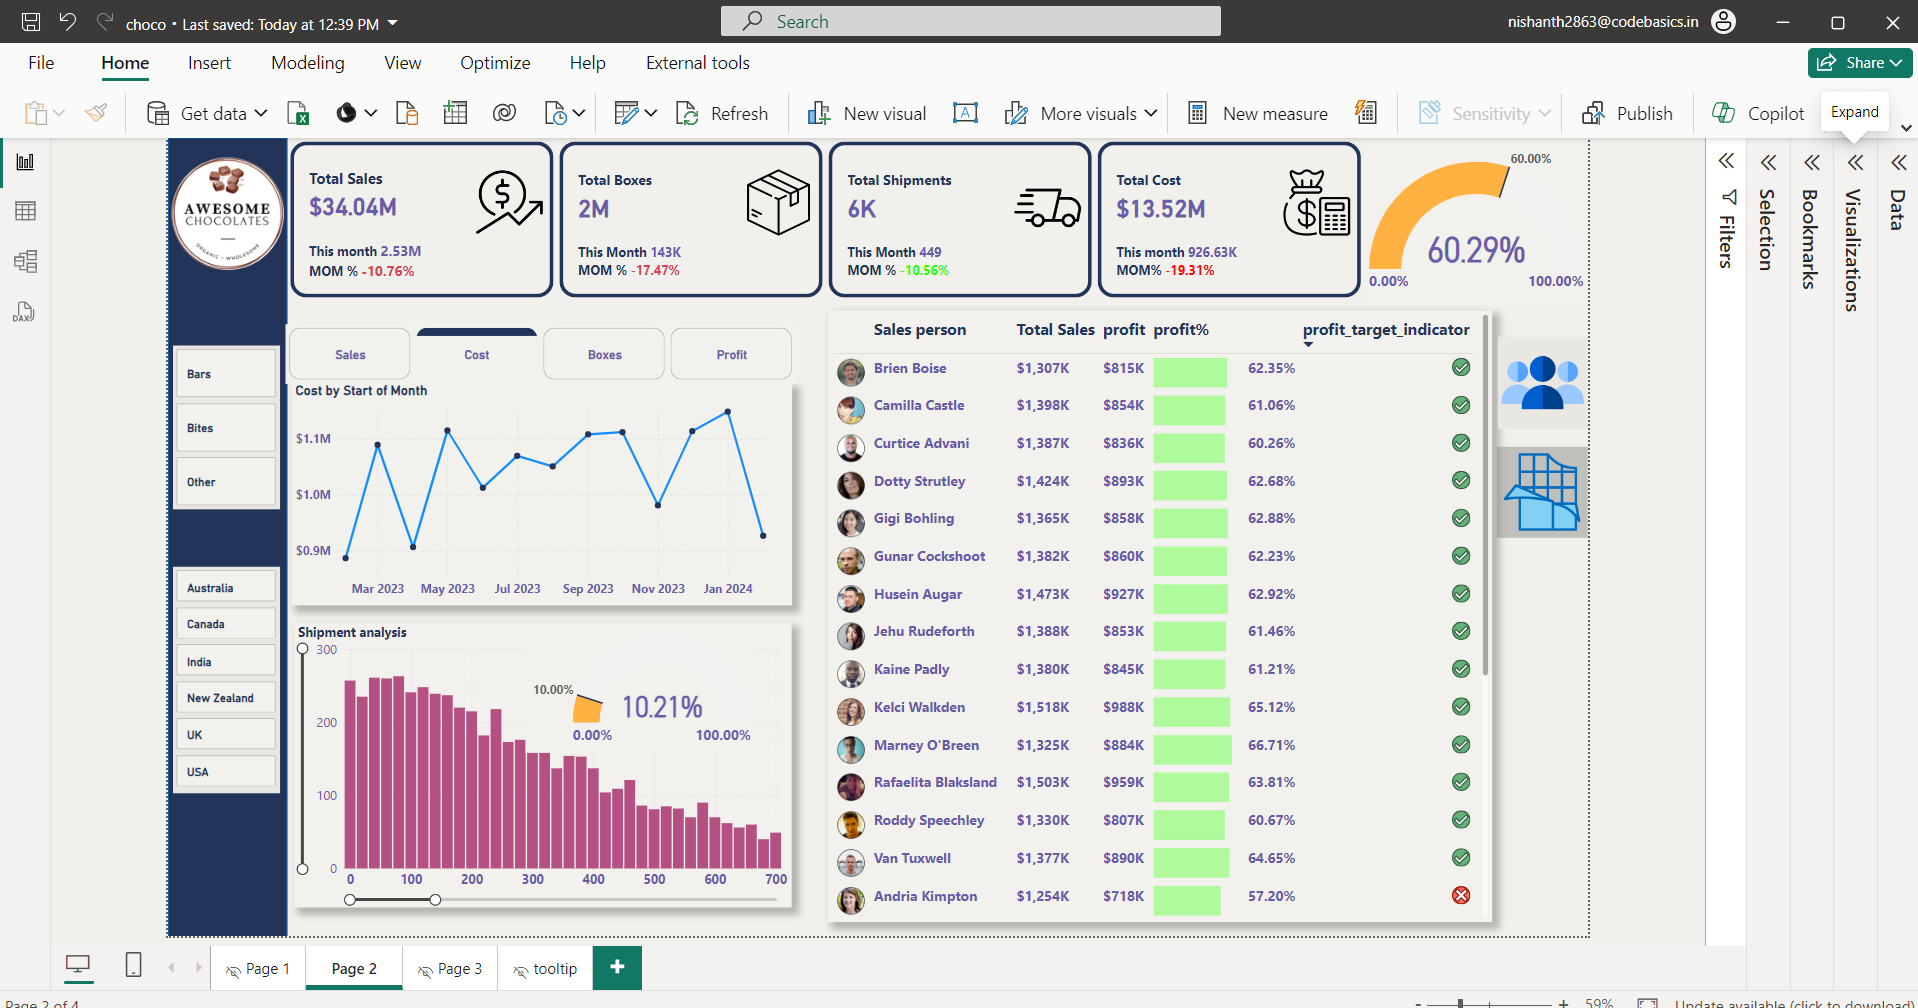 choco • Last saved: Today at 12:39 PM
Search
nishanth2863@codebasics.in
File
Home
Insert
Modeling
View
Optimize
Help
External tools
Share
Get data
Refresh
New visual
More visuals
New measure
Sensitivity
Publish
Copilot
Expand
AWESOME
CHOCOLATES
ORGANIC • WHOLESOME
Total Sales
$34.04M
This month 2.53M
MOM % -10.76%
Total Boxes
2M
This Month 143K
MOM % -17.47%
Total Shipments
6K
This Month 449
MOM % -10.56%
Total Cost
$13.52M
This month 926.63K
MOM% -19.31%
60.00%
60.29%
0.00%
100.00%
Filters
Selection
Bookmarks
Visualizations
Data
DAX
Bars
Bites
Other
Australia
Canada
India
New Zealand
UK
USA
Sales
Cost
Boxes
Profit
Cost by Start of Month
$1.1M
$1.0M
$0.9M
Mar 2023 May 2023 Jul 2023 Sep 2023 Nov 2023 Jan 2024
Shipment analysis
300
200
100
0
0 100 200 300 400 500 600 700
10.00%
10.21%
0.00%
100.00%
Sales person Total Sales profit profit% profit_target_indicator
Brien Boise $1,307K $815K 62.35%
Camilla Castle $1,398K $854K 61.06%
Curtice Advani $1,387K $836K 60.26%
Dotty Strutley $1,424K $893K 62.68%
Gigi Bohling $1,365K $858K 62.88%
Gunar Cockshoot $1,382K $860K 62.23%
Husein Augar $1,473K $927K 62.92%
Jehu Rudeforth $1,388K $853K 61.46%
Kaine Padly $1,380K $845K 61.21%
Kelci Walkden $1,518K $988K 65.12%
Marney O'Breen $1,325K $884K 66.71%
Rafaelita Blaksland $1,503K $959K 63.81%
Roddy Speechley $1,330K $807K 60.67%
Van Tuxwell $1,377K $890K 64.65%
Andria Kimpton $1,254K $718K 57.20%
Page 1
Page 2
Page 3
tooltip
Page 2 of 4
59%
Update available (click to download)